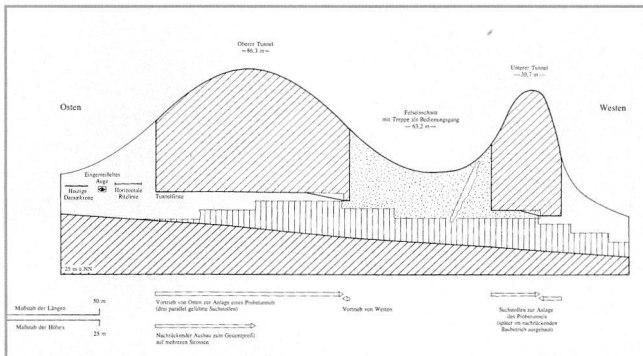 Oberer Tunnel
— 86,3 m —
Unterer Tunnel
— 30,7 m —
Osten
Felseinschnitt
mit Treppe als Bedienungsgang
— 63,2 m —
Westen
Eingemeißeltes
Auge
Heutige
Dammkrone
Horizontale
Ritzlinie
Tunnelfirste
25 m ü NN
Maßstab der Längen
50 m
Maßstab der Höhen
25 m
Vortrieb von Osten zur Anlage eines Probetunnels
(drei parallel geführte Suchstollen)
Vortrieb von Westen
Nachrückender Ausbau zum Gesamtprofil
auf mehreren Strossen
Suchstollen zur Anlage
des Probetunnels
(später im nachrückenden
Baubetrieb ausgebaut)